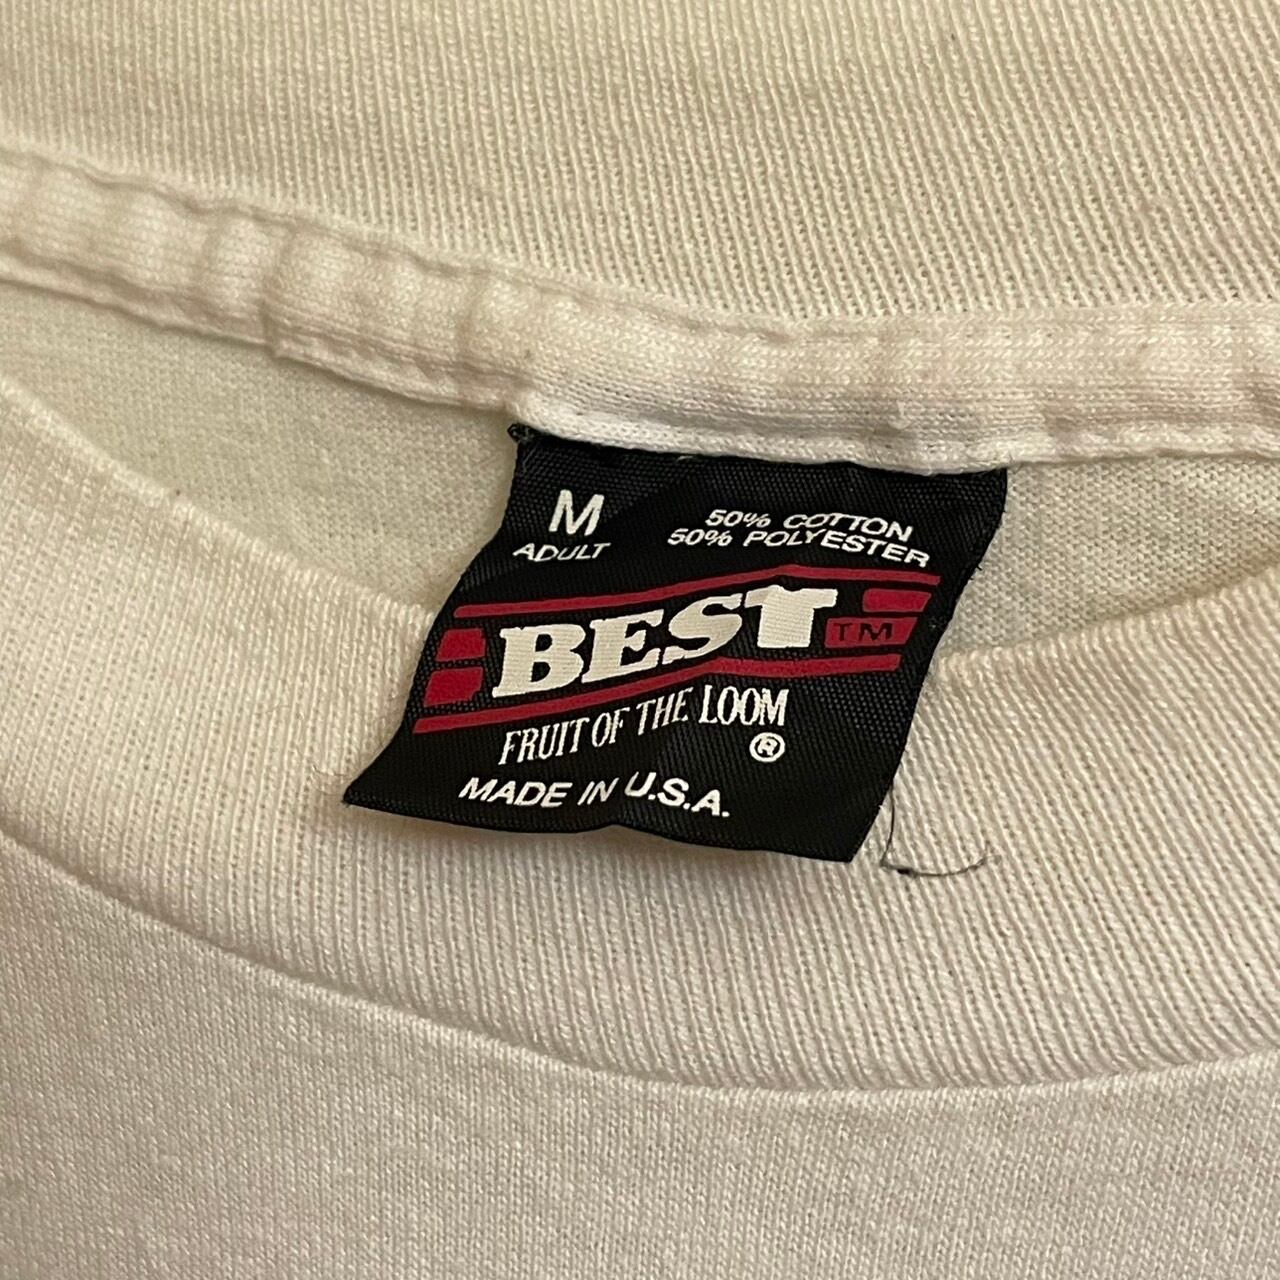 M
ADULT
50% COTTON
50% POLYESTER
BEST TM
FRUIT OF THE LOOM
®
MADE IN U.S.A.